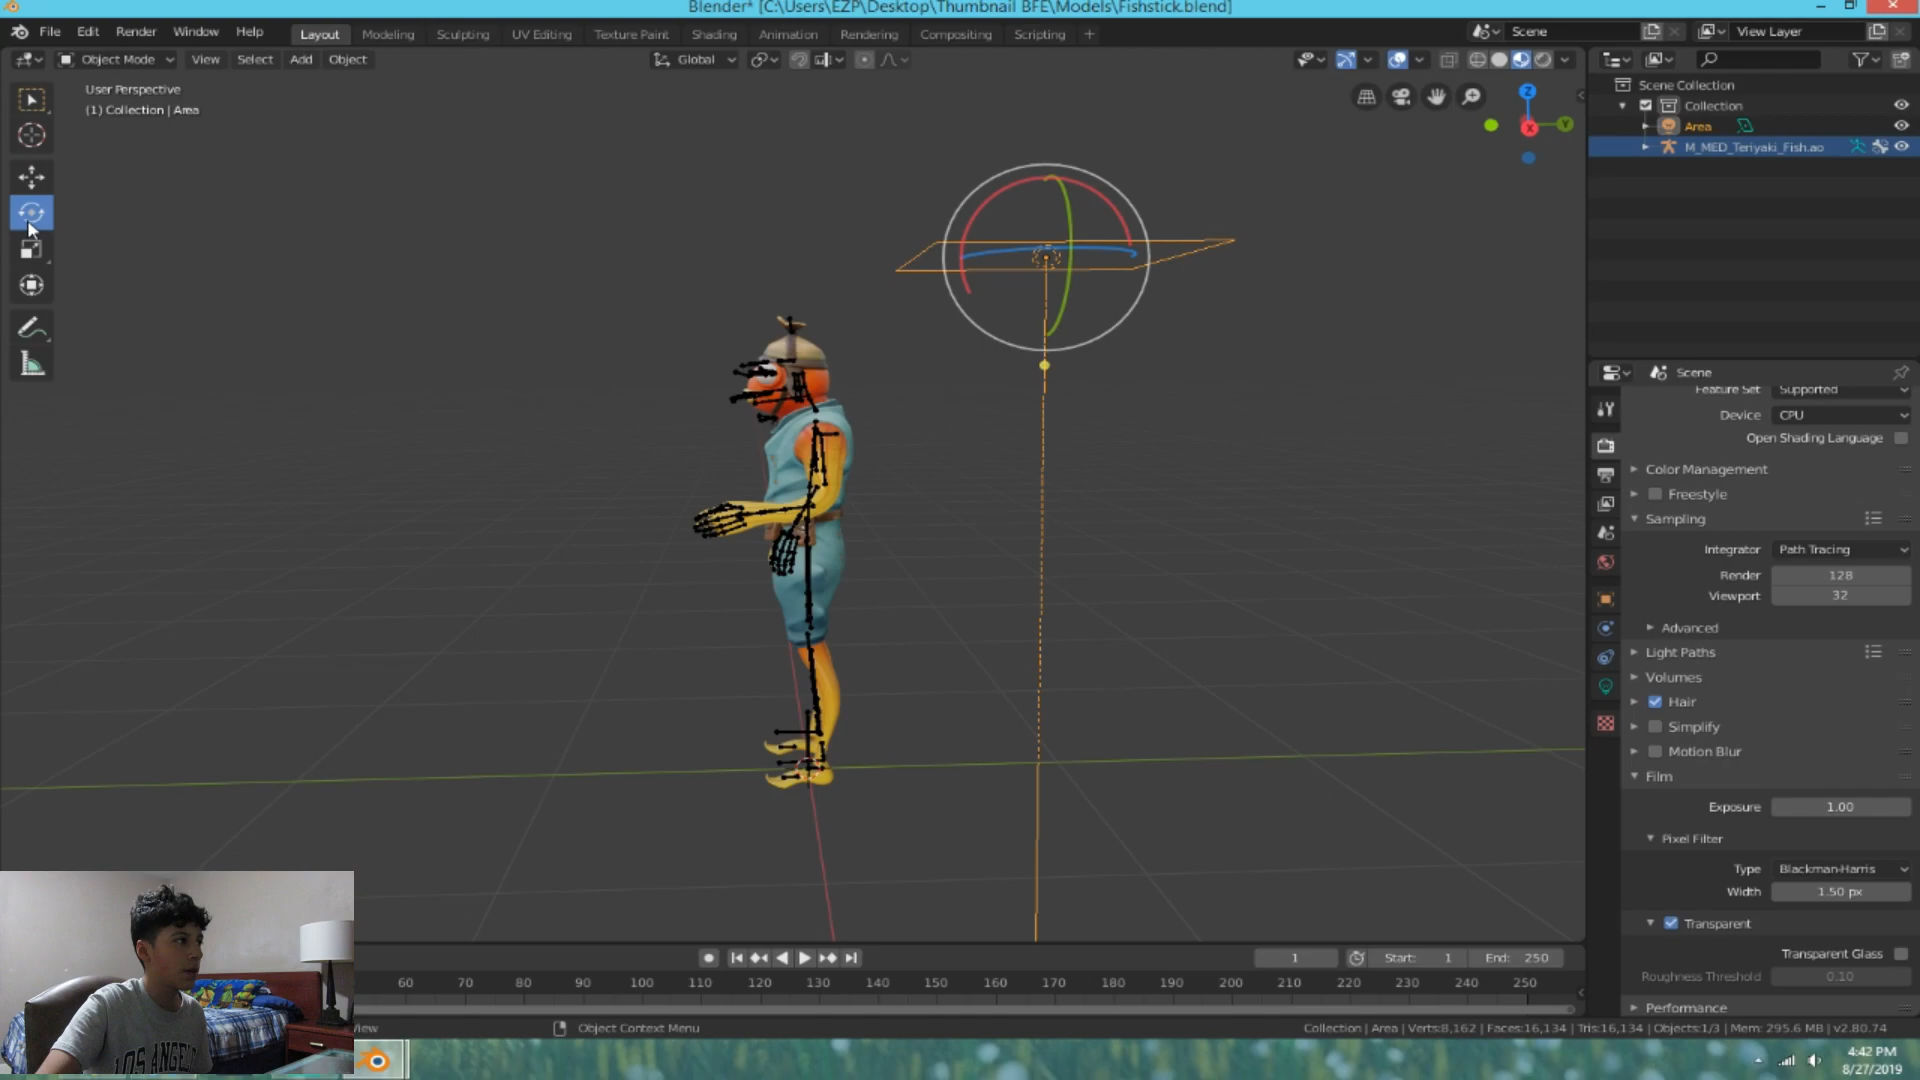 Blender* [C:\Users\EZP\Desktop\Thumbnail BFE\Models\Fishstick.blend]
File Edit Render Window Help Layout Modeling Sculpting UV Editing Texture Paint Shading Animation Rendering Compositing Scripting + Scene View Layer
Object Mode View Select Add Object Global
User Perspective
(1) Collection | Area
Z
X
Y
Scene Collection
Collection
Area
M_MED_Teriyaki_Fish.ao
Scene
Feature Set Supported
Device CPU
Open Shading Language
Color Management
Freestyle
Sampling
Integrator Path Tracing
Render 128
Viewport 32
Advanced
Light Paths
Volumes
Hair
Simplify
Motion Blur
Film
Exposure 1.00
Pixel Filter
Type Blackman-Harris
Width 1.50 px
Transparent
Transparent Glass
Roughness Threshold 0.10
Performance
1 Start: 1 End: 250
60 70 80 90 100 110 120 130 140 150 160 170 180 190 200 210 220 230 240 250
View Object Context Menu Collection | Area | Verts:8,162 | Faces:16,134 | Tris:16,134 | Objects:1/3 | Mem: 295.6 MB | v2.80.74
LOS ANGELES
4:42 PM
8/27/2019